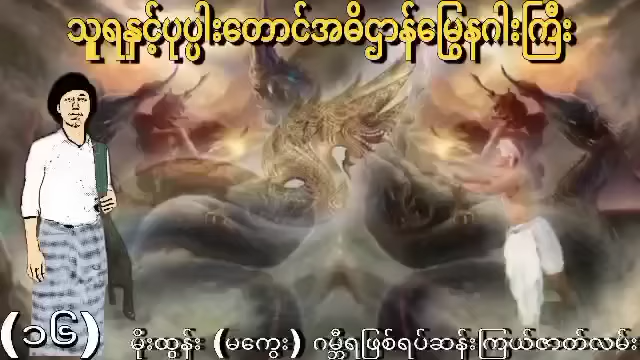 သူရနှင့်ပုပ္ပါးတောင်အဓိဌာန်မြွေနဂါးကြီး
(၁၆) မိုးထွန်း (မကွေး) ဂမ္ဘီရဖြစ်ရပ်ဆန်းကြယ်ဇာတ်လမ်း